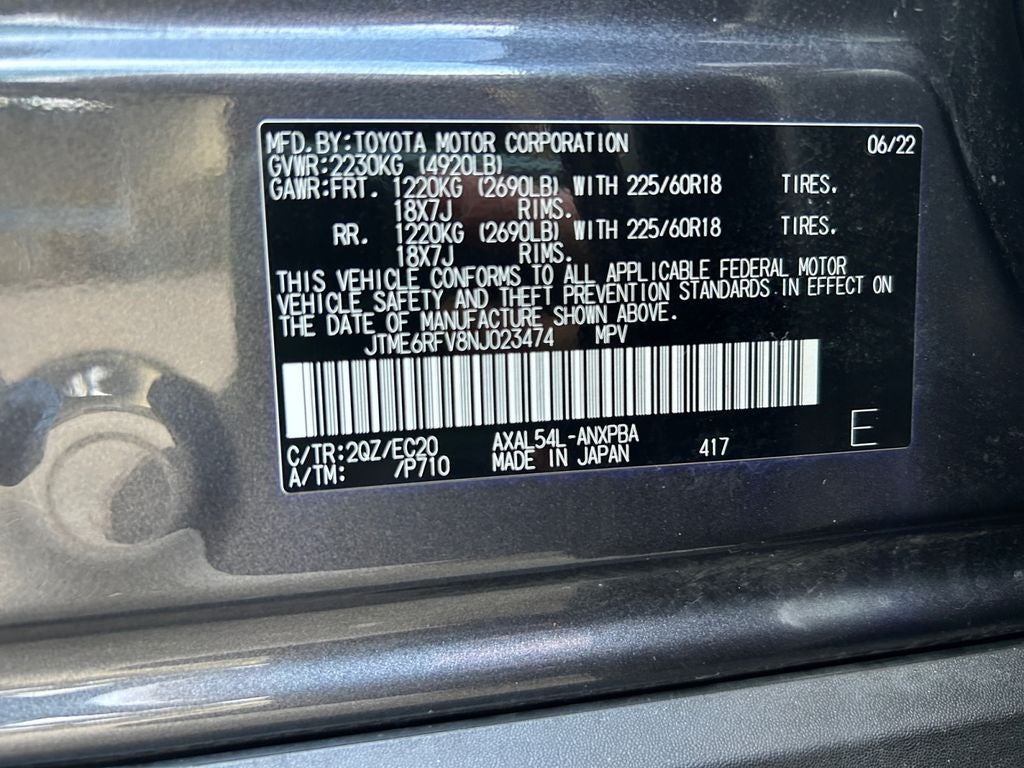 MFD. BY: TOYOTA MOTOR CORPORATION 06/22
GVWR: 2230KG (4920LB)
GAWR: FRT. 1220KG (2690LB) WITH 225/60R18 TIRES.
18X7J RIMS.
RR. 1220KG (2690LB) WITH 225/60R18 TIRES.
18X7J RIMS.
THIS VEHICLE CONFORMS TO ALL APPLICABLE FEDERAL MOTOR
VEHICLE SAFETY AND THEFT PREVENTION STANDARDS IN EFFECT ON
THE DATE OF MANUFACTURE SHOWN ABOVE.
JTME6RFV8NJ023474 MPV
C/TR: 2QZ/EC20 AXAL54L-ANXPBA
A/TM: /P710 MADE IN JAPAN 417 E